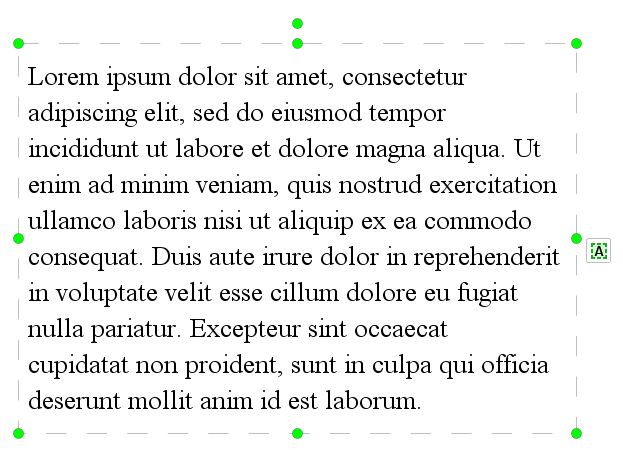 Lorem ipsum dolor sit amet, consectetur
adipiscing elit, sed do eiusmod tempor
incididunt ut labore et dolore magna aliqua. Ut
enim ad minim veniam, quis nostrud exercitation
ullamco laboris nisi ut aliquip ex ea commodo
consequat. Duis aute irure dolor in reprehenderit
in voluptate velit esse cillum dolore eu fugiat
nulla pariatur. Excepteur sint occaecat
cupidatat non proident, sunt in culpa qui officia
deserunt mollit anim id est laborum.
A